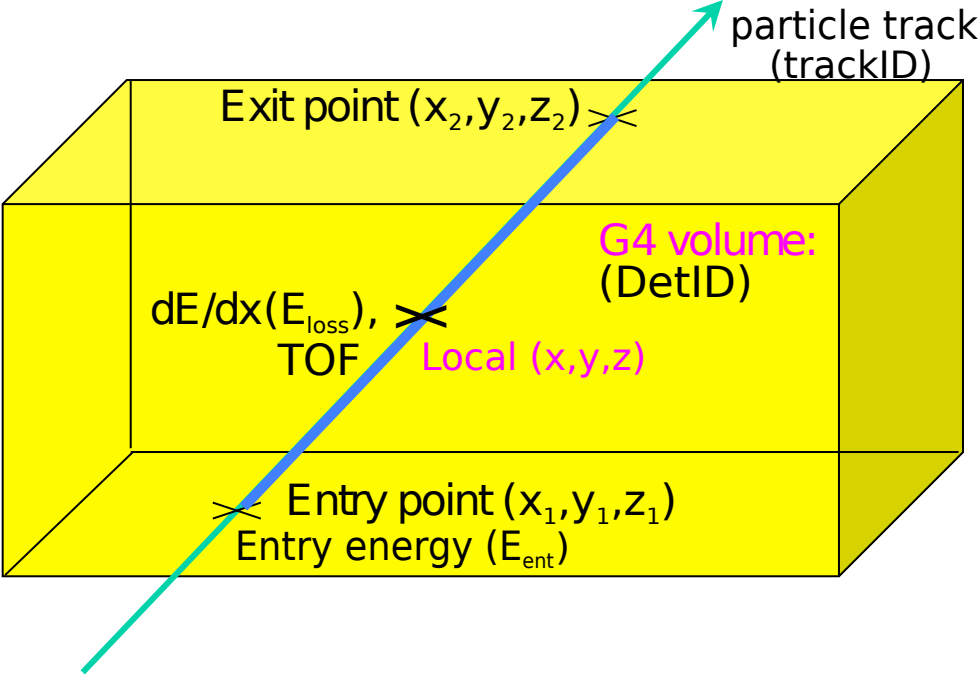 particle track
(trackID)
Exit point (x₂,y₂,z₂)
G4 volume:
(DetID)
dE/dx(Eₗₒₛₛ),
TOF
Local (x,y,z)
Entry point (x₁,y₁,z₁)
Entry energy (Eₑₙₜ)